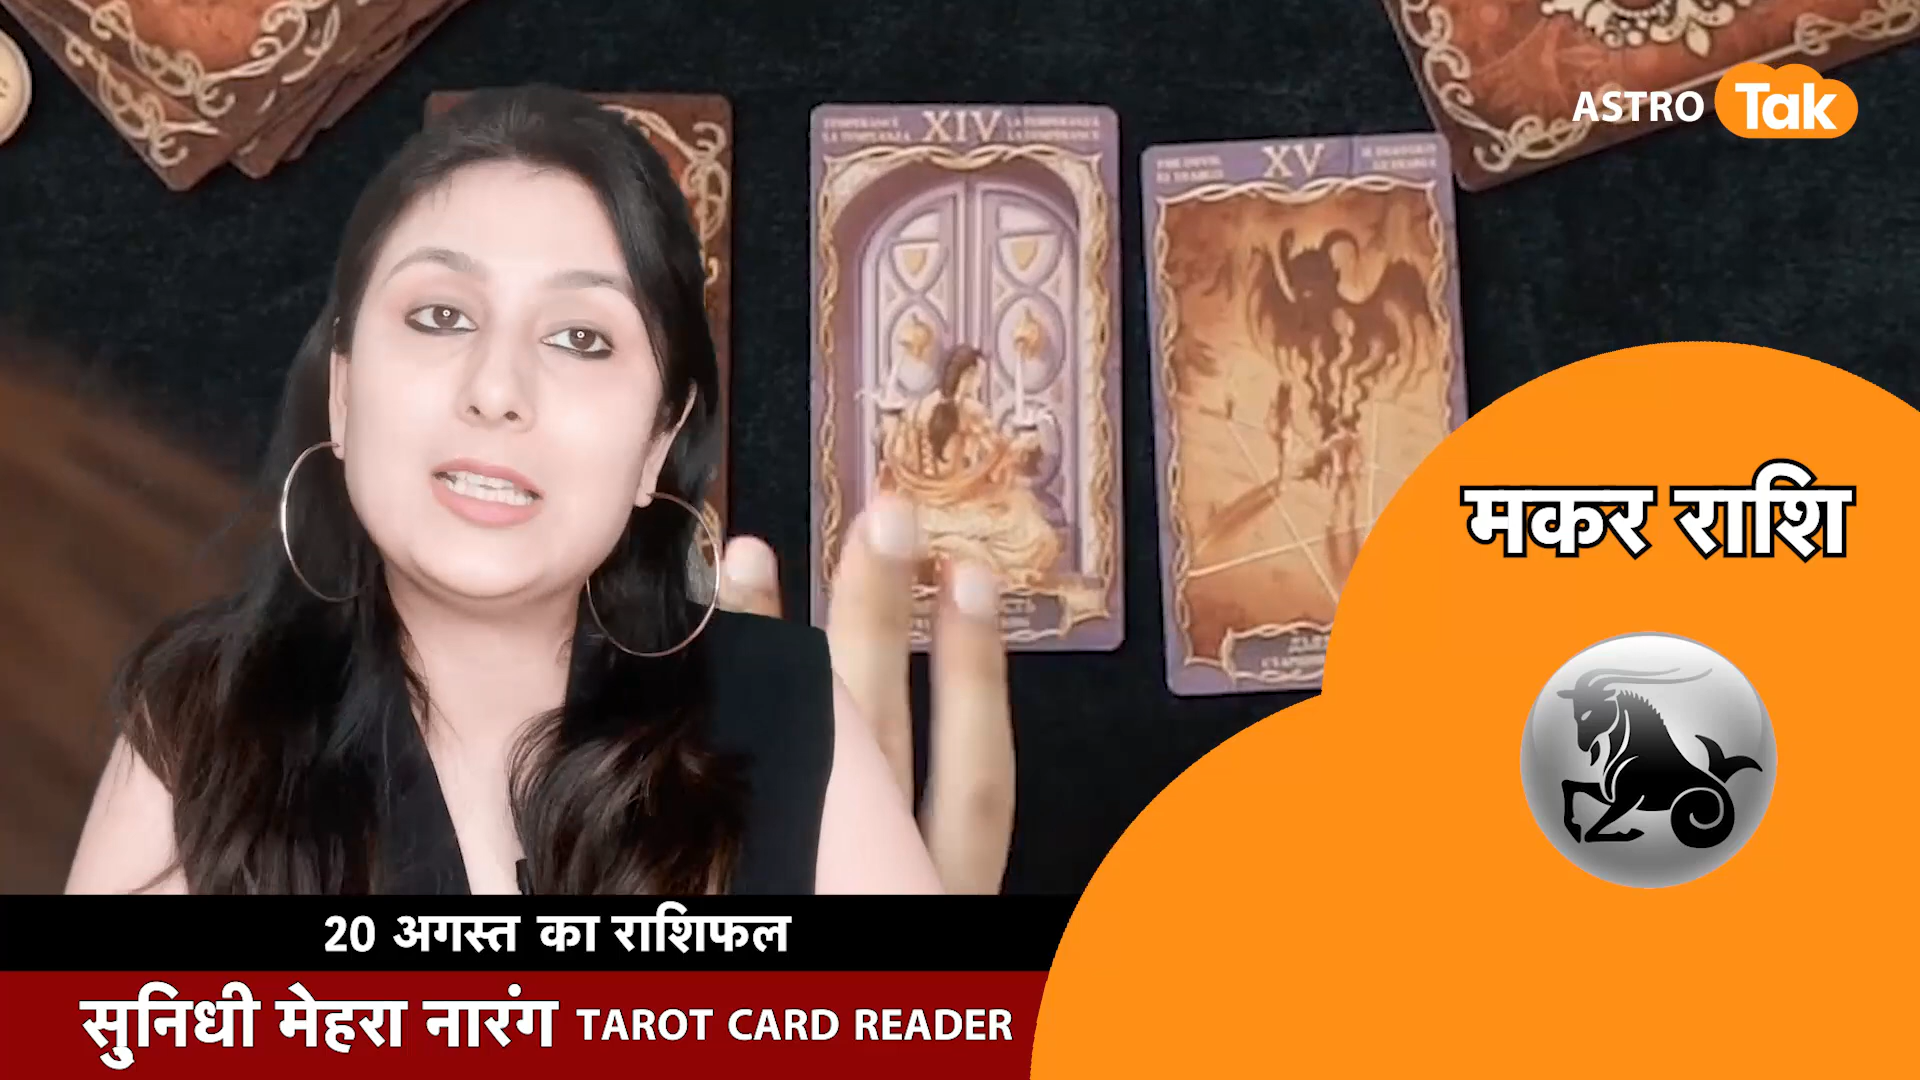 ASTRO Tak
XIV
XV
मकर राशि
20 अगस्त का राशिफल
सुनिधी मेहरा नारंग TAROT CARD READER